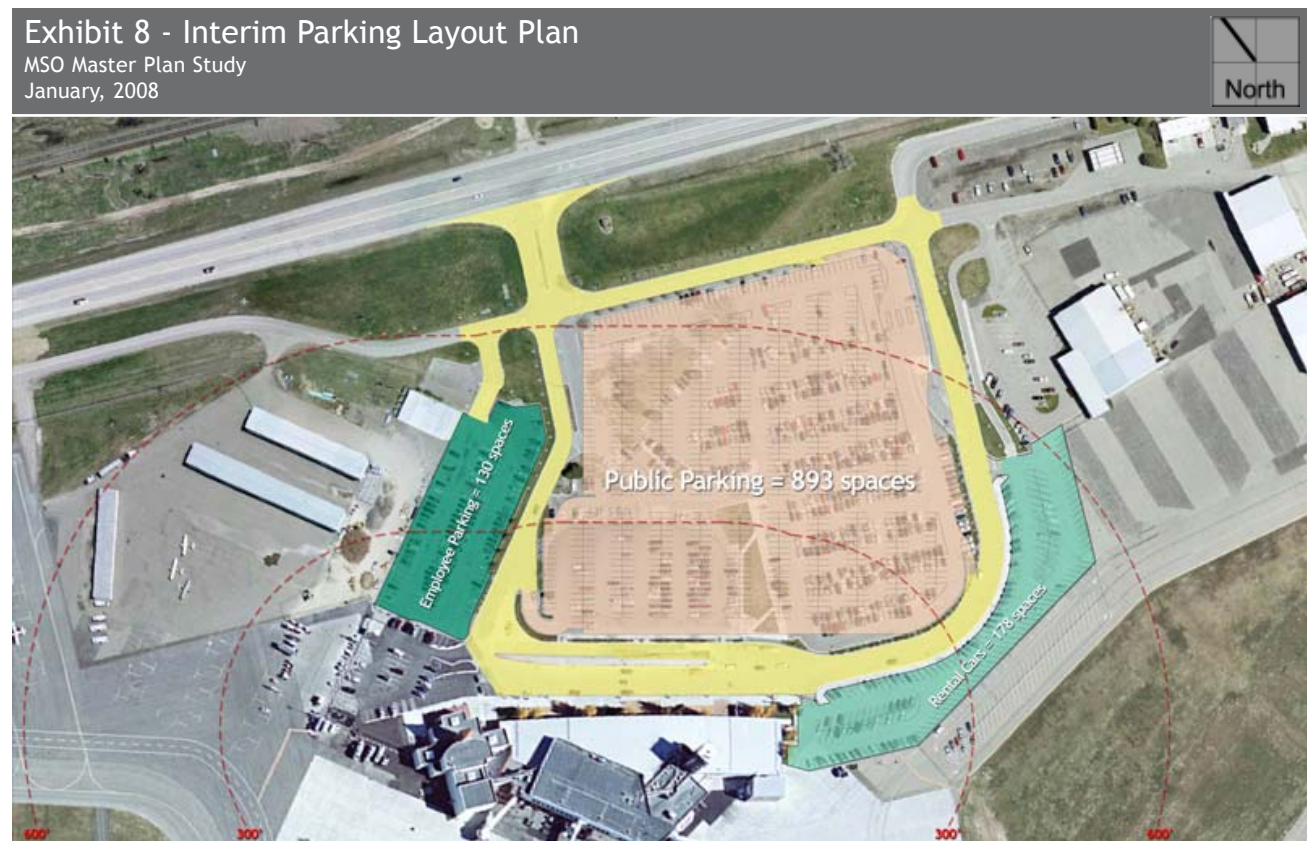 Exhibit 8 - Interim Parking Layout Plan
MSO Master Plan Study
January, 2008
North
Public Parking = 893 spaces
Employee Parking = 130 spaces
Rental Cars = 178 spaces
600'
300'
300'
600'